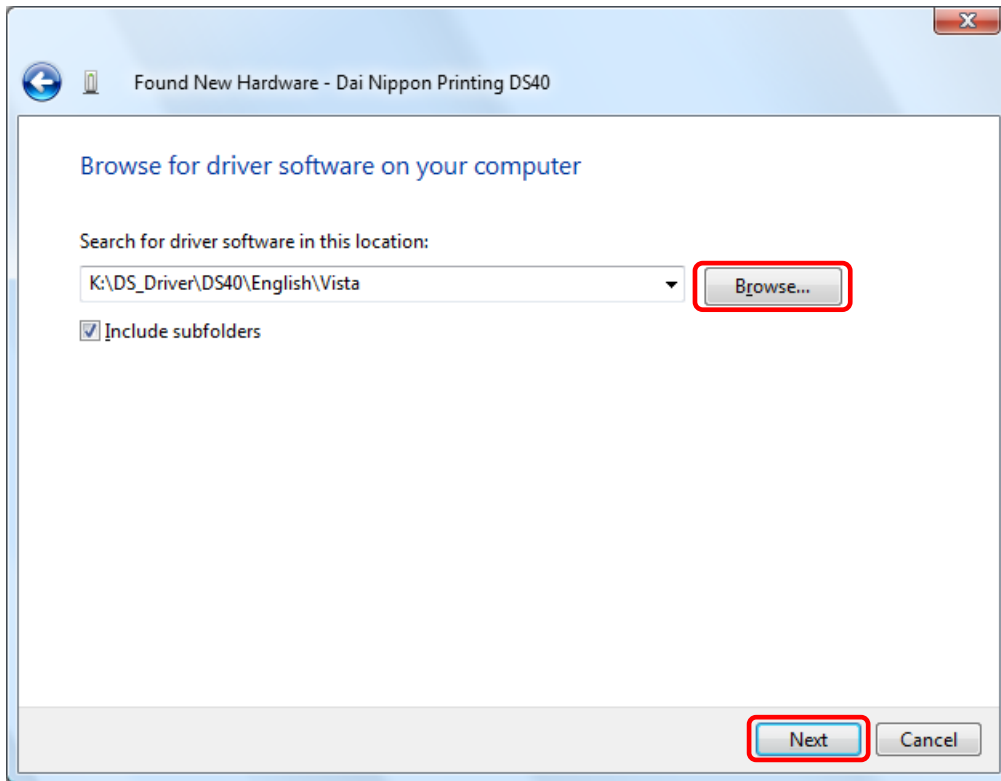 Found New Hardware - Dai Nippon Printing DS40
Browse for driver software on your computer
Search for driver software in this location:
K:\DS_Driver\DS40\English\Vista
Browse...
Include subfolders
Next
Cancel